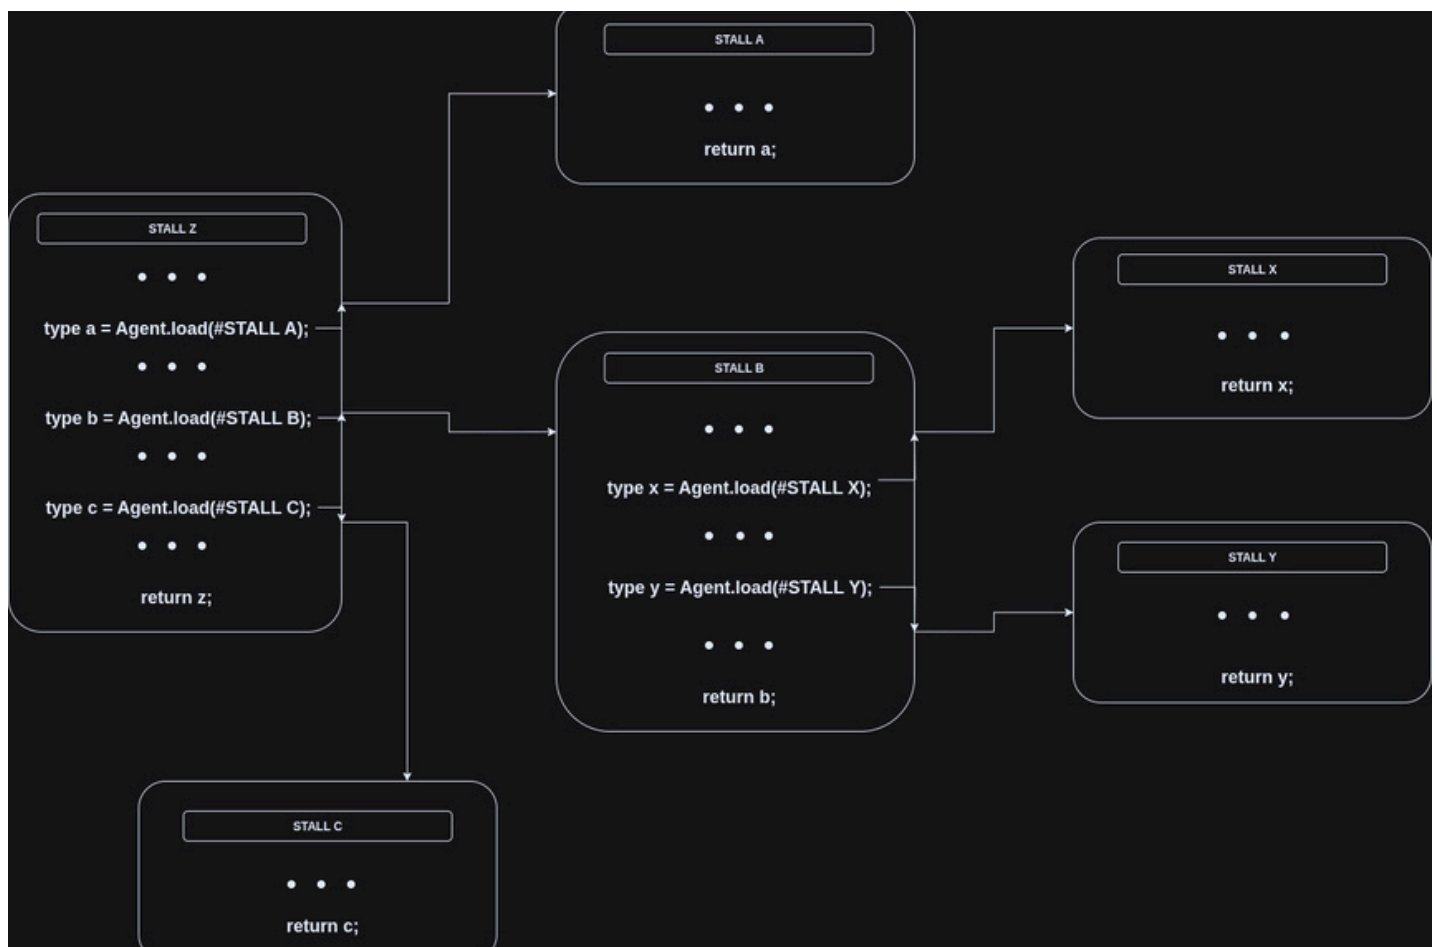 STALL A
• • •
return a;
STALL Z
• • •
type a = Agent.load(#STALL A);
• • •
type b = Agent.load(#STALL B);
• • •
type c = Agent.load(#STALL C);
• • •
return z;
STALL B
• • •
type x = Agent.load(#STALL X);
• • •
type y = Agent.load(#STALL Y);
• • •
return b;
STALL X
• • •
return x;
STALL Y
• • •
return y;
STALL C
• • •
return c;